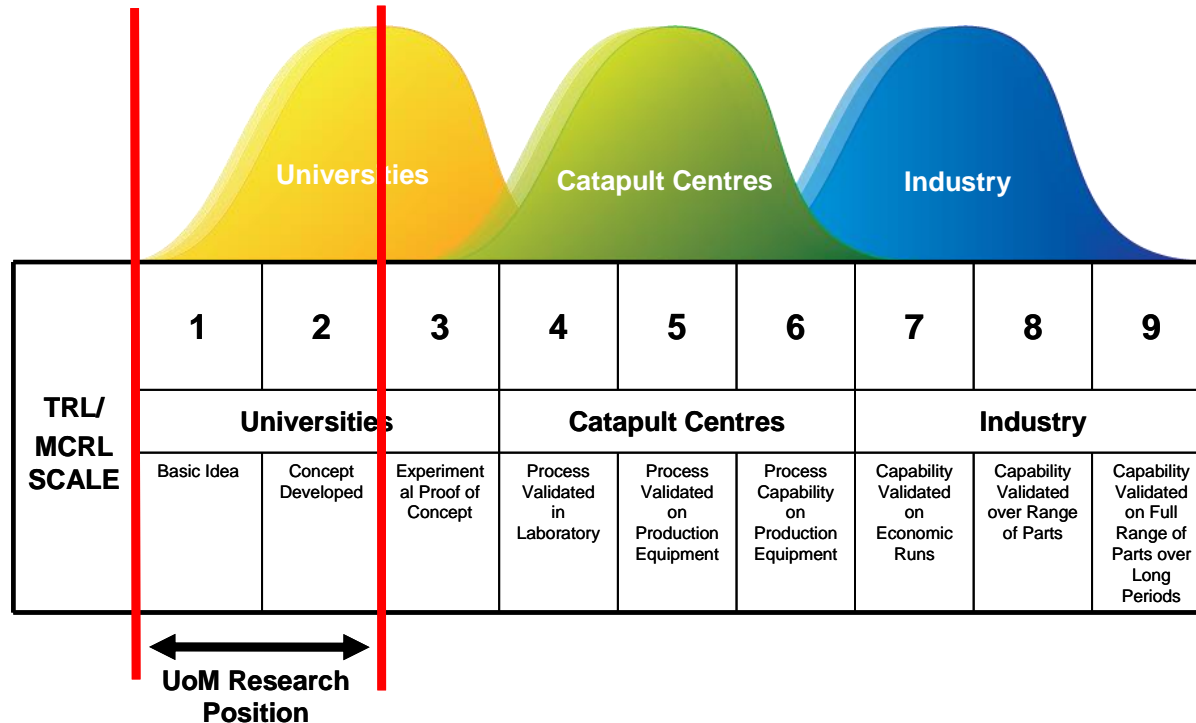 Universities
Catapult Centres
Industry
TRL/
MCRL
SCALE
1
2
3
4
5
6
7
8
9
Universities
Catapult Centres
Industry
Basic Idea
Concept
Developed
Experiment
al Proof of
Concept
Process
Validated
in
Laboratory
Process
Validated
on
Production
Equipment
Process
Capability
on
Production
Equipment
Capability
Validated
on
Economic
Runs
Capability
Validated
over Range
of Parts
Capability
Validated
on Full
Range of
Parts over
Long
Periods
UoM Research
Position